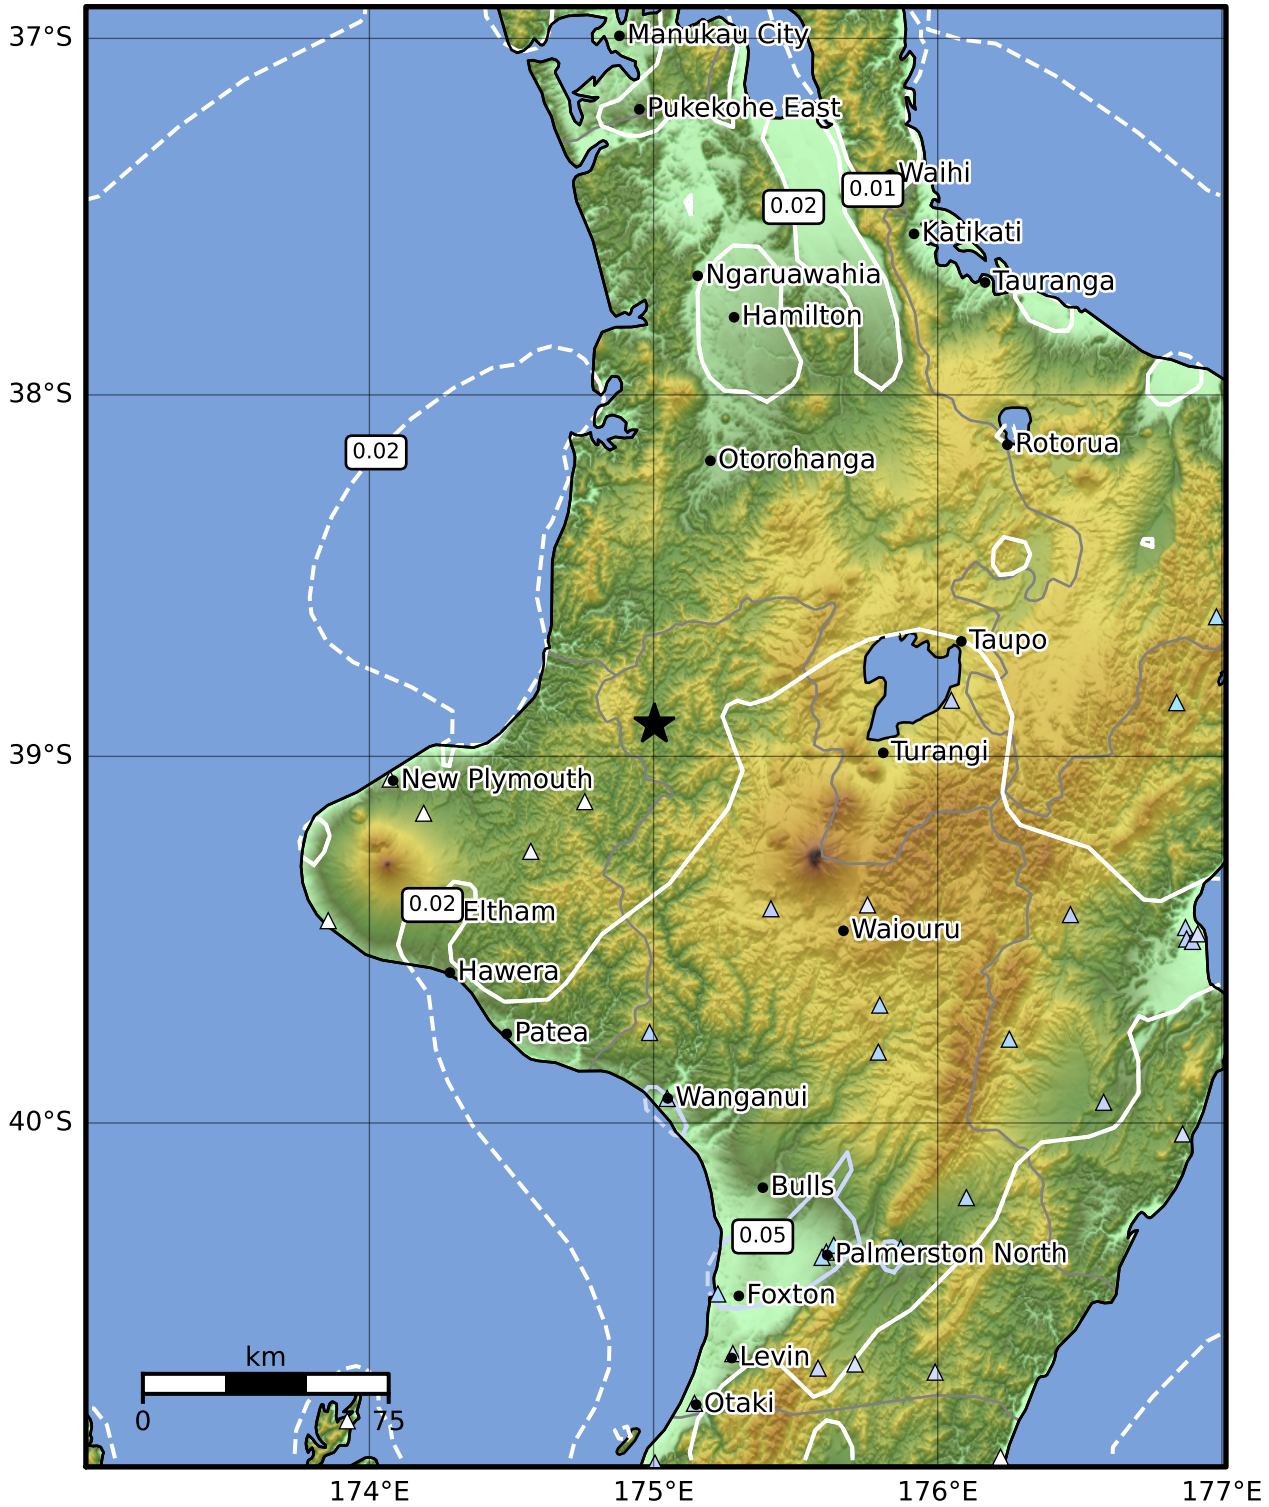 37°S
Manukau City
Pukekohe East
Waihi
0.01
0.02
Katikati
Ngaruawahia
Tauranga
Hamilton
38°S
0.02
Rotorua
Otorohanga
Taupo
39°S
Turangi
New Plymouth
0.02
Eltham
Waiouru
Hawera
Patea
Wanganui
40°S
Bulls
0.05
Palmerston North
Foxton
km
Levin
Otaki
0
75
174°E
175°E
176°E
177°E